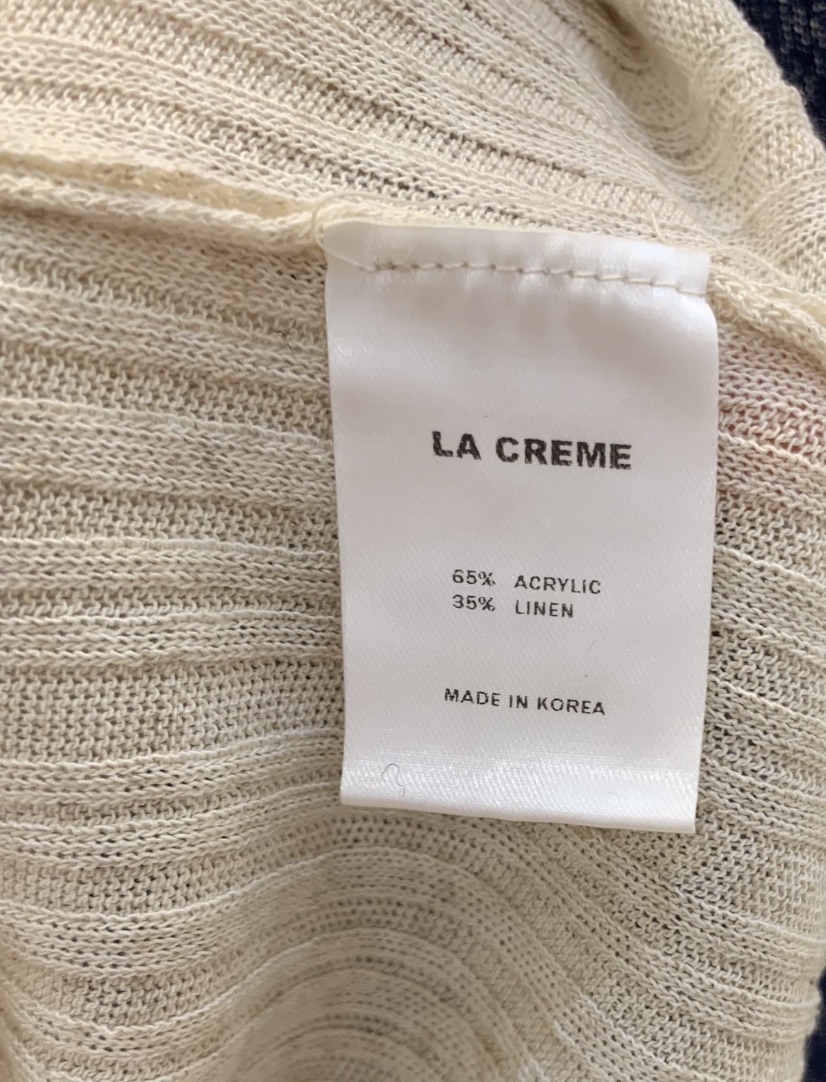 LA CREME
65% ACRYLIC
35% LINEN
MADE IN KOREA